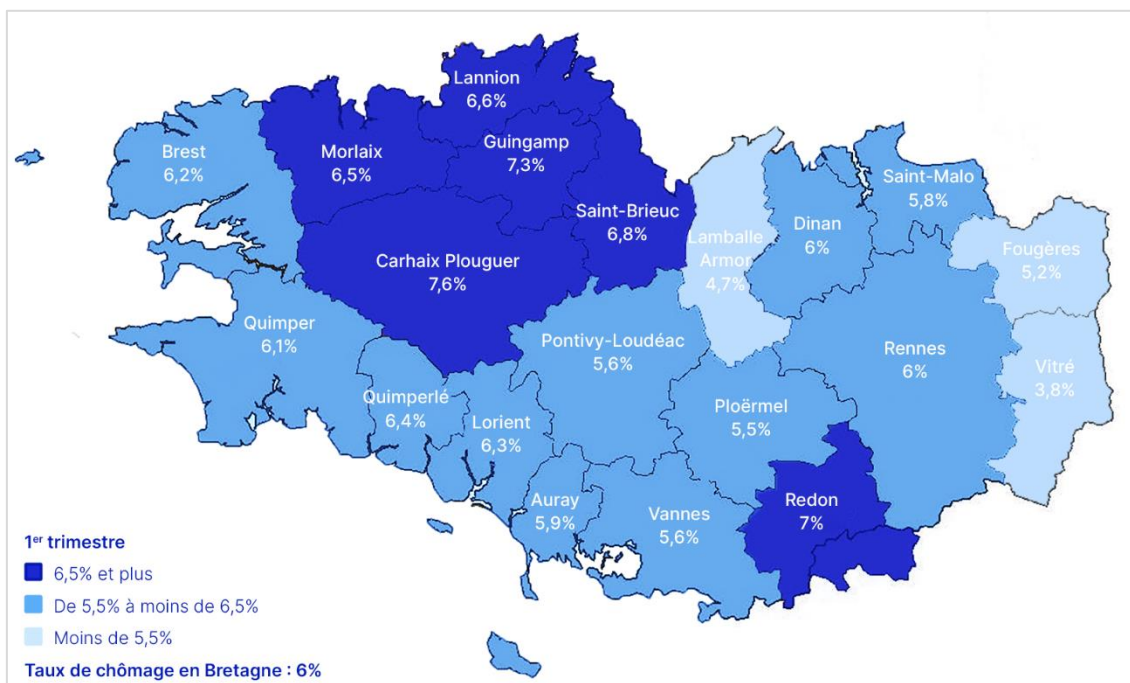 Lannion
6,6%
Guingamp
7,3%
Brest
6,2%
Morlaix
6,5%
Saint-Malo
5,8%
Saint-Brieuc
6,8%
Dinan
6%
Lamballe
Armor
4,7%
Fougères
5,2%
Carhaix Plouguer
7,6%
Quimper
6,1%
Pontivy-Loudéac
5,6%
Rennes
6%
Vitré
3,8%
Quimperlé
6,4%
Ploërmel
5,5%
Lorient
6,3%
Auray
5,9%
Vannes
5,6%
Redon
7%
1er trimestre
6,5% et plus
De 5,5% à moins de 6,5%
Moins de 5,5%
Taux de chômage en Bretagne : 6%